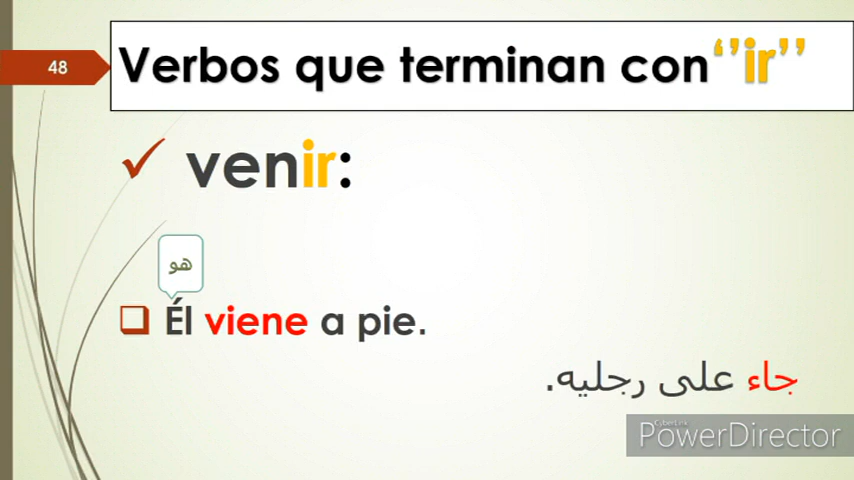 48
Verbos que terminan con ‘’ir’’
venir:
هو
Él viene a pie.
جاء على رجليه.
CyberLink
PowerDirector